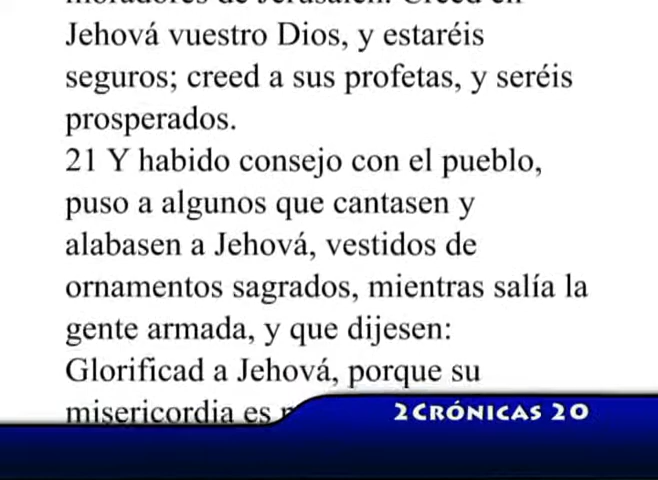 Jehová vuestro Dios, y estaréis
seguros; creed a sus profetas, y seréis
prosperados.
21 Y habido consejo con el pueblo,
puso a algunos que cantasen y
alabasen a Jehová, vestidos de
ornamentos sagrados, mientras salía la
gente armada, y que dijesen:
Glorificad a Jehová, porque su
misericordia es
2CRÓNICAS 20